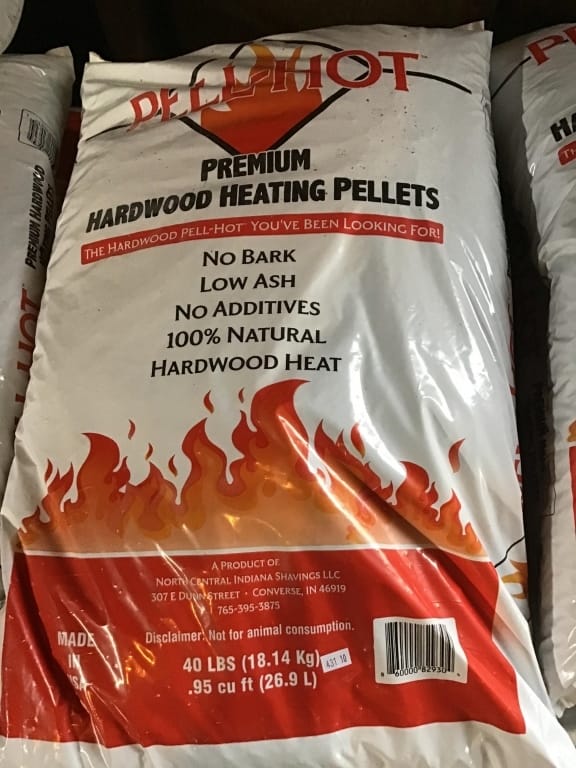 PELL-HOT
PREMIUM
HARDWOOD HEATING PELLETS
THE HARDWOOD PELL-HOT YOU'VE BEEN LOOKING FOR!
NO BARK
LOW ASH
NO ADDITIVES
100% NATURAL
HARDWOOD HEAT
A PRODUCT OF
NORTH CENTRAL INDIANA SHAVINGS LLC
307 E DUNN STREET · CONVERSE, IN 46919
765-395-3875
MADE
IN
USA
Disclaimer: Not for animal consumption.
40 LBS (18.14 Kg)
.95 cu ft (26.9 L)
60000 82930
PREMIUM HARDWOOD